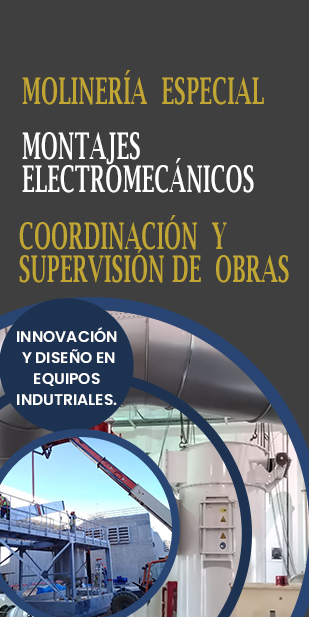 MOLINERÍA ESPECIAL
MONTAJES
ELECTROMECÁNICOS
COORDINACIÓN Y
SUPERVISIÓN DE OBRAS
INNOVACIÓN
Y DISEÑO EN
EQUIPOS
INDUTRIALES.